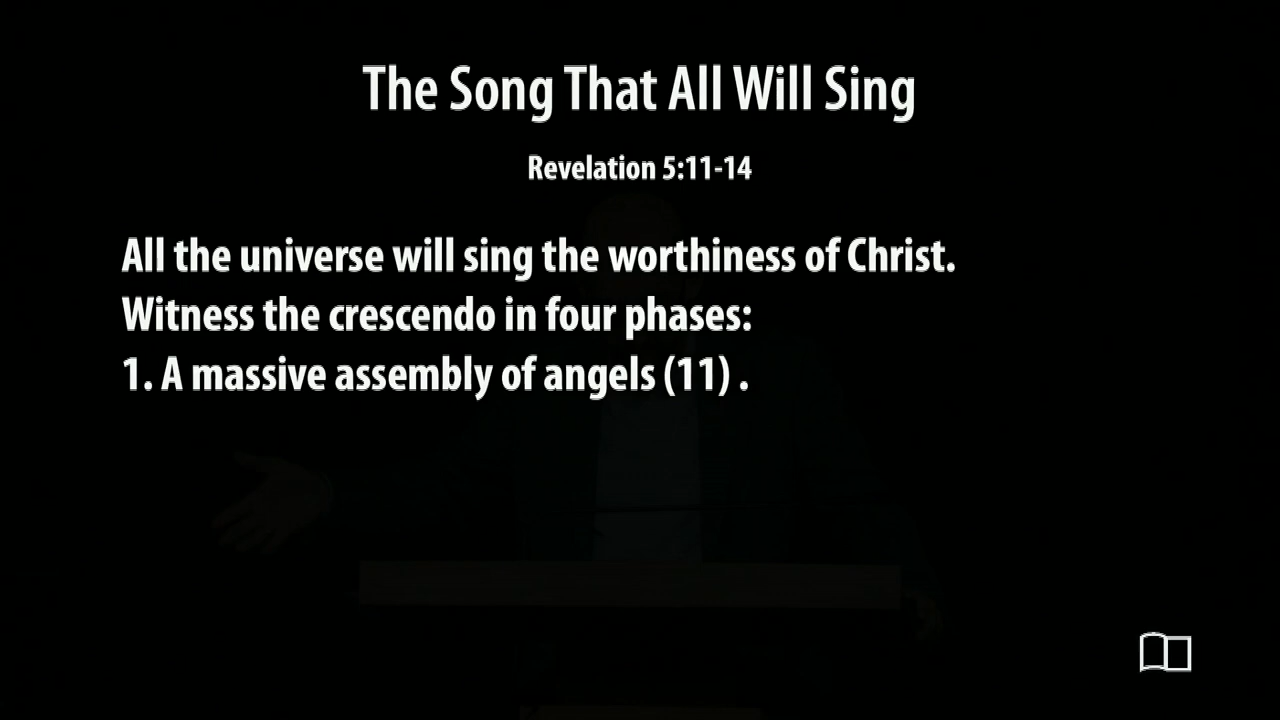 The Song That All Will Sing
Revelation 5:11-14
All the universe will sing the worthiness of Christ.
Witness the crescendo in four phases:
1. A massive assembly of angels (11) .